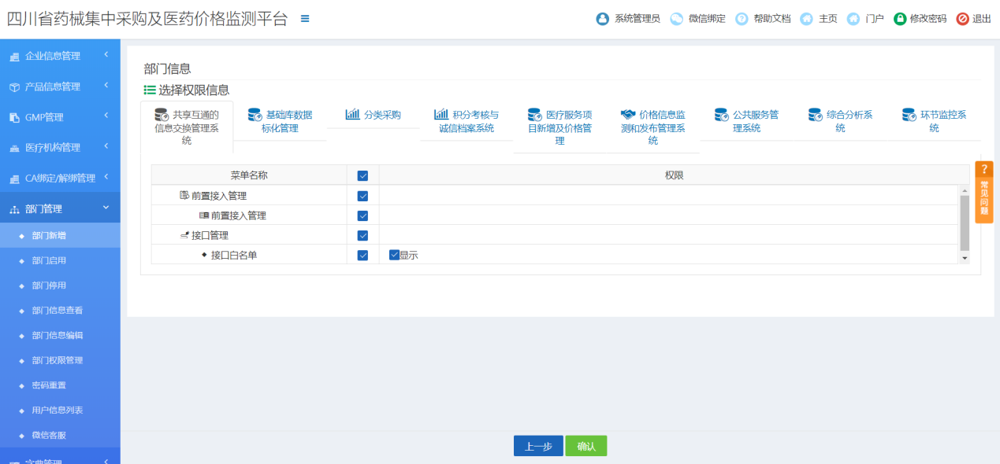 四川省药械集中采购及医药价格监测平台
系统管理员 微信绑定 帮助文档 主页 门户 修改密码 退出
企业信息管理
产品信息管理
GMP管理
医疗机构管理
CA绑定/解绑管理
部门管理
部门新增
部门启用
部门停用
部门信息查看
部门信息编辑
部门权限管理
密码重置
用户信息列表
微信客服
字典管理
部门信息
选择权限信息
共享互通的
信息交换管理系
统
基础库数据
标化管理
分类采购
积分考核与
诚信档案系统
医疗服务项
目新增及价格管
理
价格信息监
测和发布管理系
统
公共服务管
理系统
综合分析系
统
环节监控系
统
菜单名称 权限
前置接入管理
前置接入管理
接口管理
接口白名单 显示
?
常见问题
上一步 确认